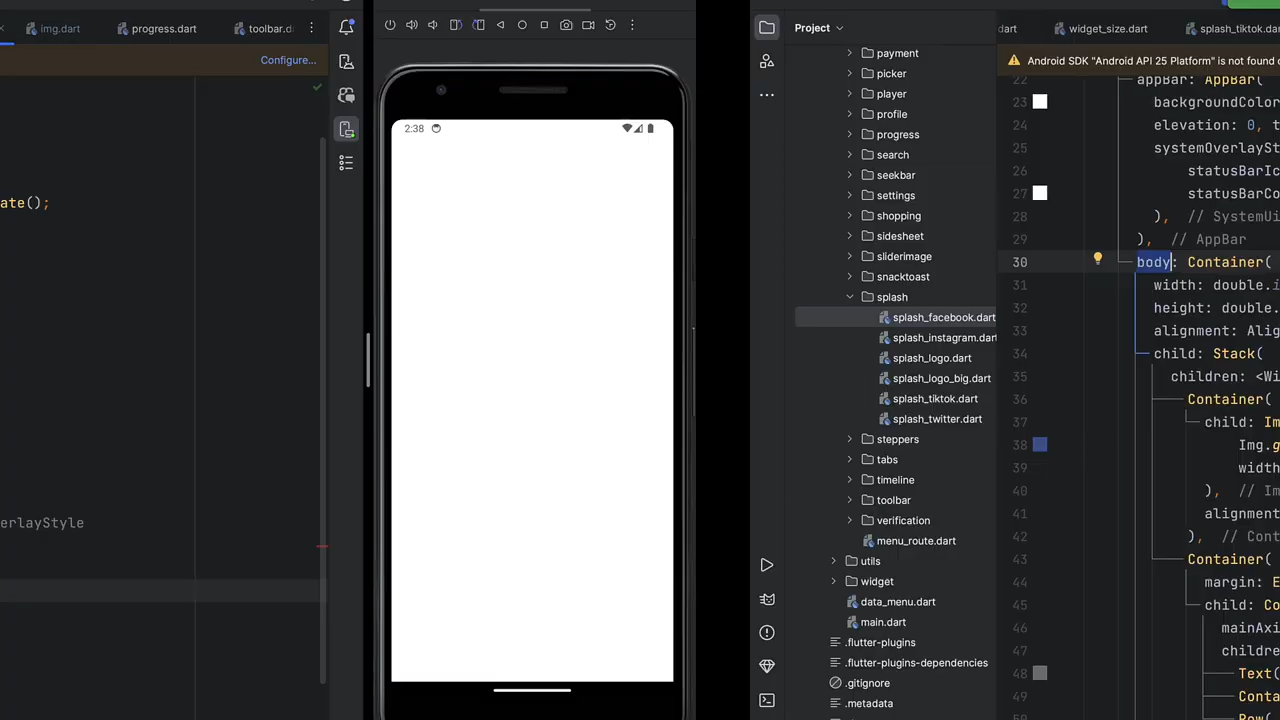 img.dart
progress.dart
toolbar.d
Configure...
ate();
erlayStyle
2:38
Project
payment
picker
player
profile
progress
search
seekbar
settings
shopping
sidesheet
sliderimage
snacktoast
splash
splash_facebook.dart
splash_instagram.dart
splash_logo.dart
splash_logo_big.dart
splash_tiktok.dart
splash_twitter.dart
steppers
tabs
timeline
toolbar
verification
menu_route.dart
utils
widget
data_menu.dart
main.dart
.flutter-plugins
.flutter-plugins-dependencies
.gitignore
.metadata
dart
widget_size.dart
splash_tiktok.dar
Android SDK "Android API 25 Platform" is not found
22 appBar: AppBar(
23 backgroundColor
24 elevation: 0, t
25 systemOverlaySt
26 statusBarIc
27 statusBarCo
28 ), // SystemUi
29 ), // AppBar
30 body: Container(
31 width: double.i
32 height: double.
33 alignment: Alig
34 child: Stack(
35 children: <Wi
36 Container(
37 child: Im
38 Img.g
39 width
40 ), // Im
41 alignment
42 ), // Cont
43 Container(
44 margin: E
45 child: Co
46 mainAxi
47 childre
48 Text(
49 Conta
50 Row(